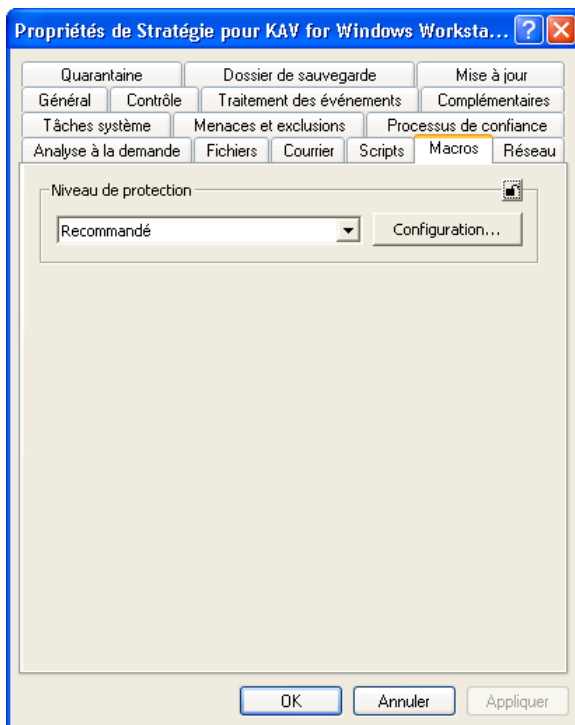 Propriétés de Stratégie pour KAV for Windows Worksta... ?
Quarantaine Dossier de sauvegarde Mise à jour
Général Contrôle Traitement des événements Complémentaires
Tâches système Menaces et exclusions Processus de confiance
Analyse à la demande Fichiers Courrier Scripts Macros Réseau
Niveau de protection
Recommandé Configuration...
OK Annuler Appliquer